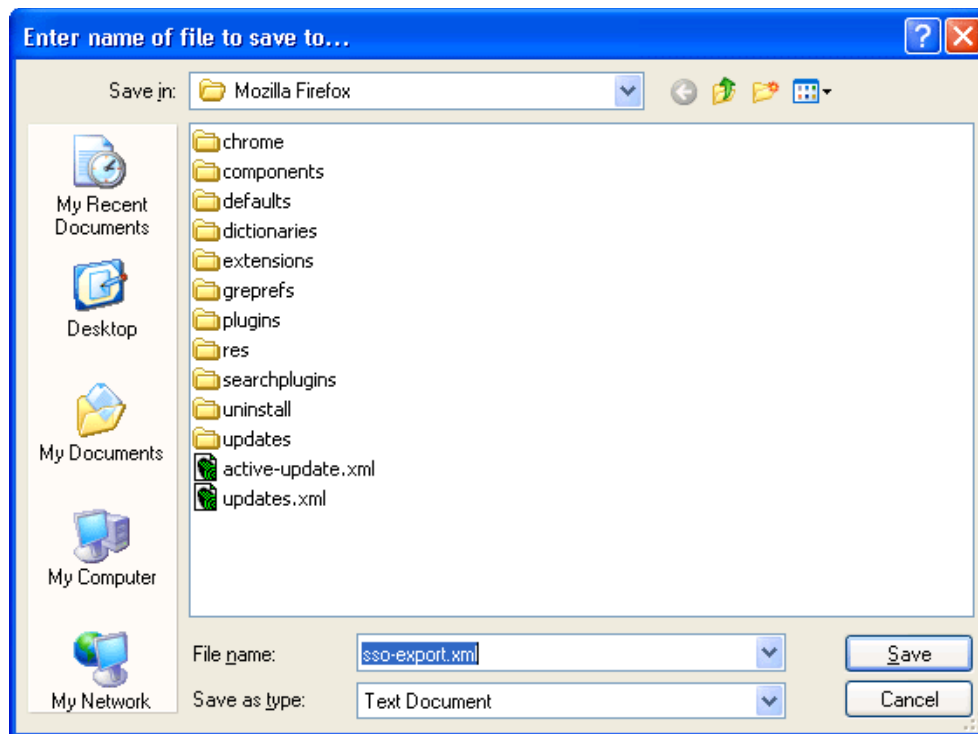 Enter name of file to save to...
Save in:
Mozilla Firefox
My Recent
Documents
Desktop
My Documents
My Computer
My Network
chrome
components
defaults
dictionaries
extensions
greprefs
plugins
res
searchplugins
uninstall
updates
active-update.xml
updates.xml
File name:
sso-export.xml
Save
Save as type:
Text Document
Cancel